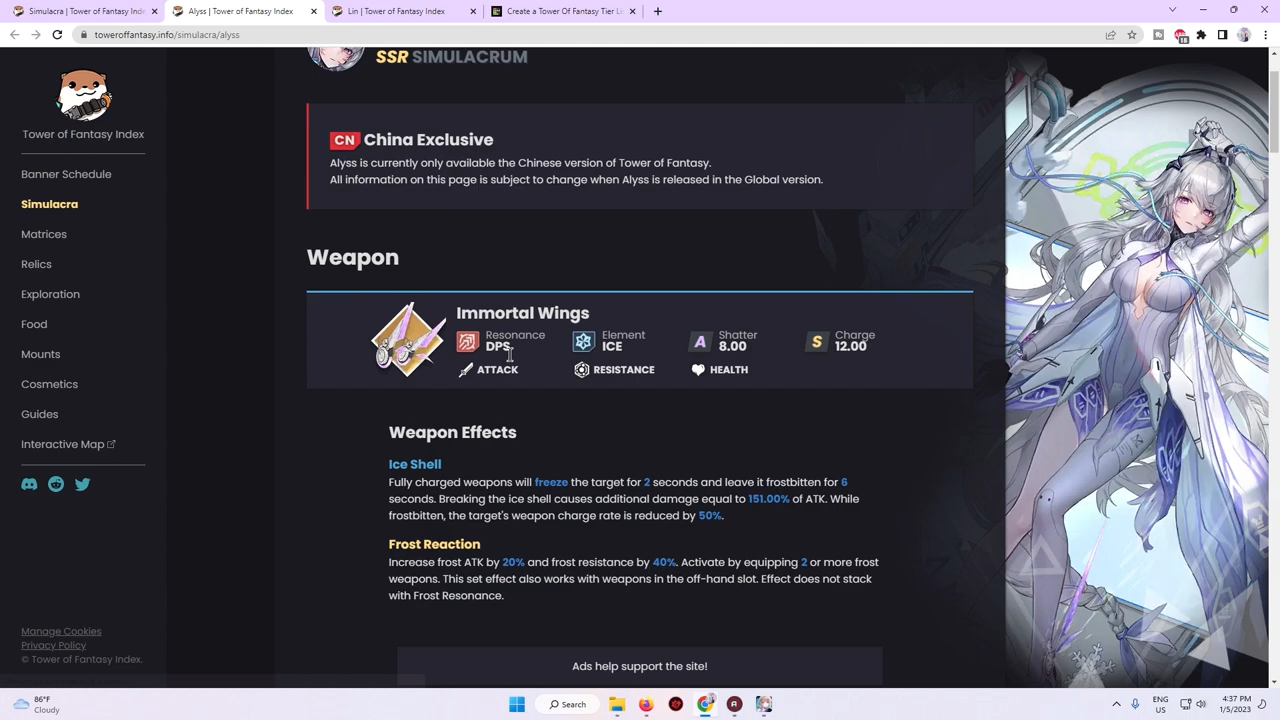 Simulacra | Tower of Fantasy Index
Alyss | Tower of Fantasy Index
Lin | Tower of Fantasy Index
Create a Tower Of Fantasy Tier Li
toweroffantasy.info/simulacra/alyss
18
SSR SIMULACRUM
Tower of Fantasy Index
Banner Schedule
Simulacra
Matrices
Relics
Exploration
Food
Mounts
Cosmetics
Guides
Interactive Map
Manage Cookies
Privacy Policy
© Tower of Fantasy Index.
CN China Exclusive
Alyss is currently only available the Chinese version of Tower of Fantasy.
All information on this page is subject to change when Alyss is released in the Global version.
Weapon
Immortal Wings
Resonance
DPS
Element
ICE
A Shatter
8.00
S Charge
12.00
ATTACK
RESISTANCE
HEALTH
Weapon Effects
Ice Shell
Fully charged weapons will freeze the target for 2 seconds and leave it frostbitten for 6
seconds. Breaking the ice shell causes additional damage equal to 151.00% of ATK. While
frostbitten, the target's weapon charge rate is reduced by 50%.
Frost Reaction
Increase frost ATK by 20% and frost resistance by 40%. Activate by equipping 2 or more frost
weapons. This set effect also works with weapons in the off-hand slot. Effect does not stack
with Frost Resonance.
Ads help support the site!
86°F
Cloudy
Search
ENG
US
4:37 PM
1/5/2023